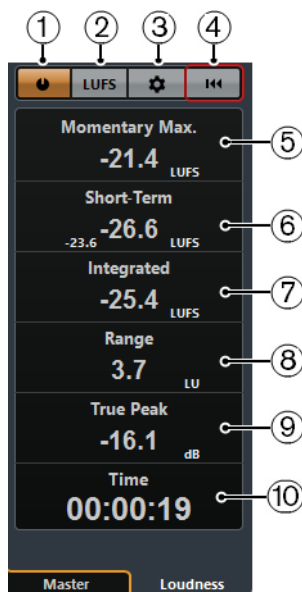 1 2 3 4
LUFS
Momentary Max.
-21.4 LUFS
5
Short-Term
-23.6 -26.6 LUFS
6
Integrated
-25.4 LUFS
7
Range
3.7 LU
8
True Peak
-16.1 dB
9
Time
00:00:19
10
Master Loudness